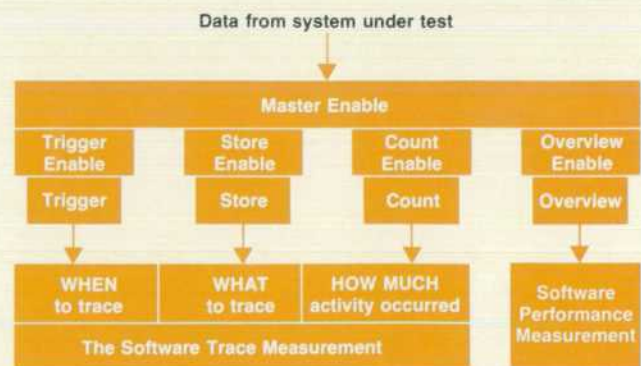 Data from system under test
Master Enable
Trigger
Enable
Store
Enable
Count
Enable
Overview
Enable
Trigger
Store
Count
Overview
WHEN
to trace
WHAT
to trace
HOW MUCH
activity occurred
Software
Performance
Measurement
The Software Trace Measurement